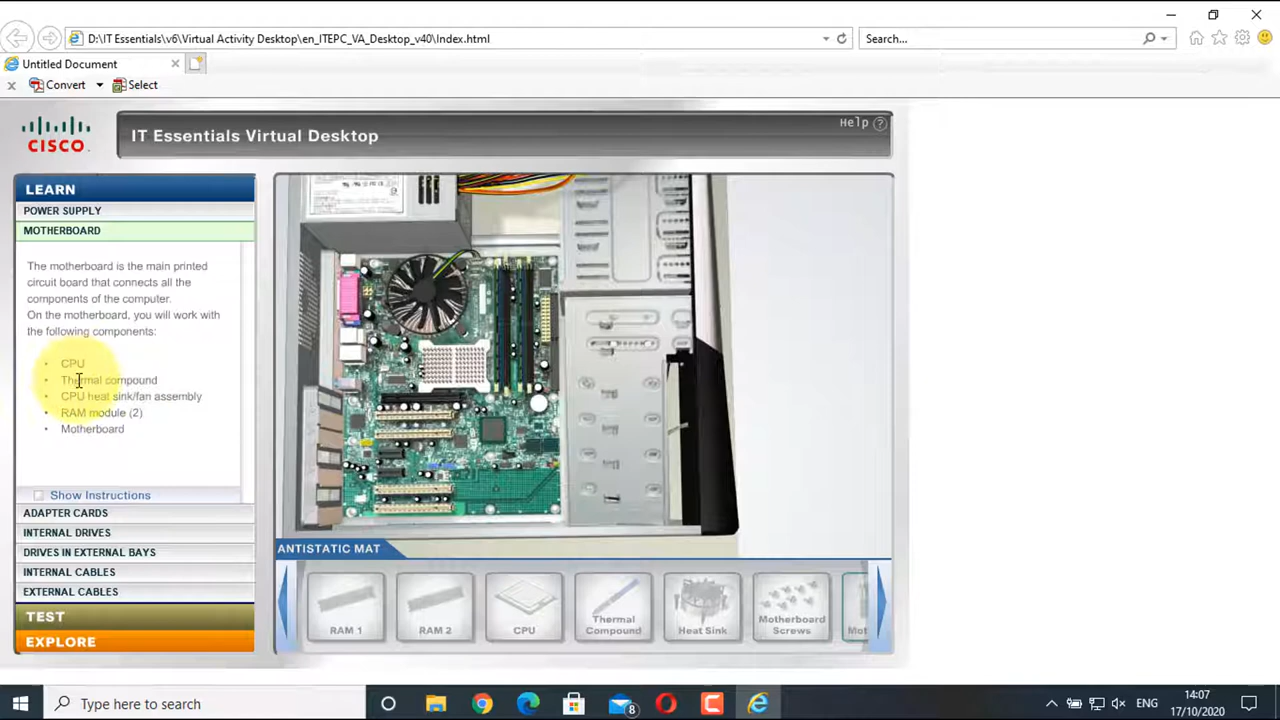 D:\IT Essentials\v6\Virtual Activity Desktop\en_ITEPC_VA_Desktop_v40\Index.html
Search...
Untitled Document
Convert
Select
CISCO
IT Essentials Virtual Desktop
Help ?
LEARN
POWER SUPPLY
MOTHERBOARD
The motherboard is the main printed
circuit board that connects all the
components of the computer.
On the motherboard, you will work with
the following components:
• CPU
• Thermal compound
• CPU heat sink/fan assembly
• RAM module (2)
• Motherboard
Show Instructions
ADAPTER CARDS
INTERNAL DRIVES
DRIVES IN EXTERNAL BAYS
INTERNAL CABLES
EXTERNAL CABLES
TEST
EXPLORE
ANTISTATIC MAT
RAM 1
RAM 2
CPU
Thermal
Compound
Heat Sink
Motherboard
Screws
Mot
Type here to search
8
ENG
14:07
17/10/2020